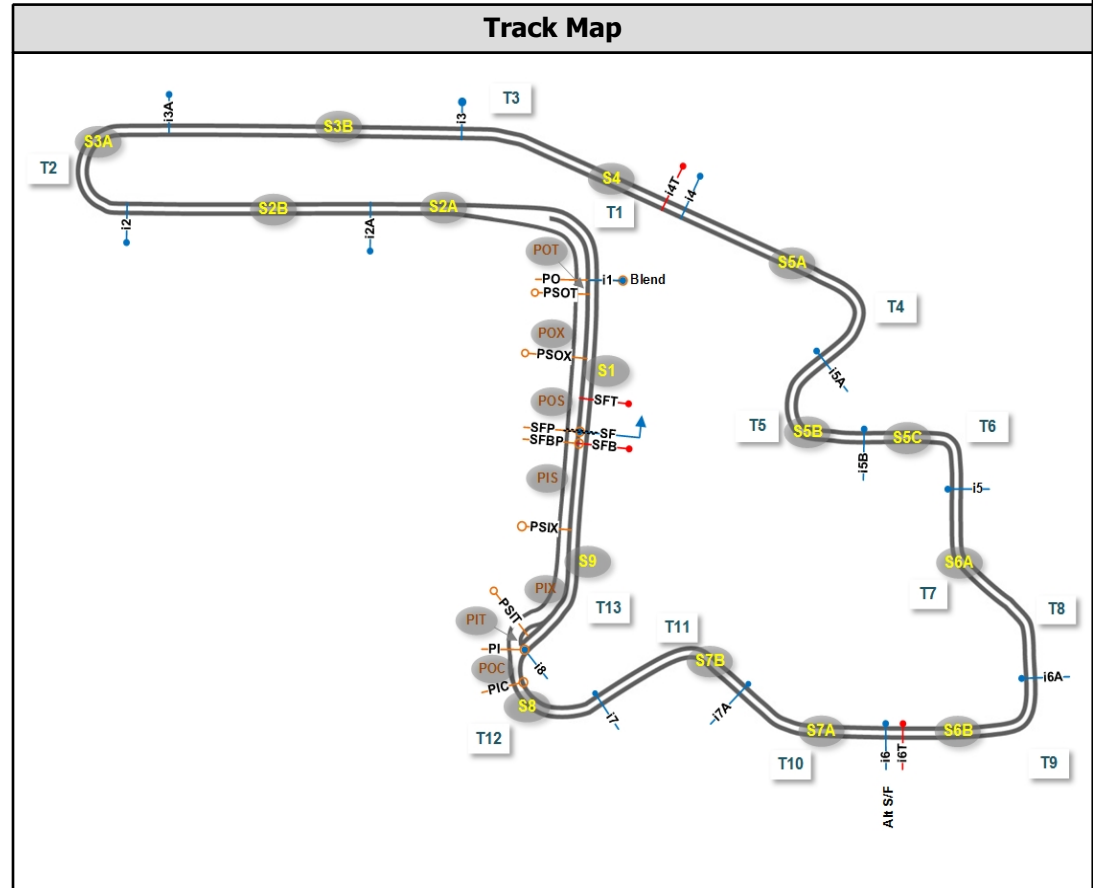 Track Map
T3
i3A
i3
S3B
S3A
T2
S4
i4T
i4
T1
S2B
S2A
i2
i2A
POT
S5A
PO
i1
Blend
PSOT
T4
POX
PSOX
S1
i5A
POS
SFT
SFP
SF
SFBP
SFB
T5
S5B
S5C
T6
i5B
PIS
i5
PSIX
S9
S6A
PIX
T7
PSIT
T13
T8
PIT
T11
PI
i8
S7B
POC
i6A
PIC
S8
i7
i7A
T12
S7A
i6
i6T
S6B
T10
T9
Alt S/F